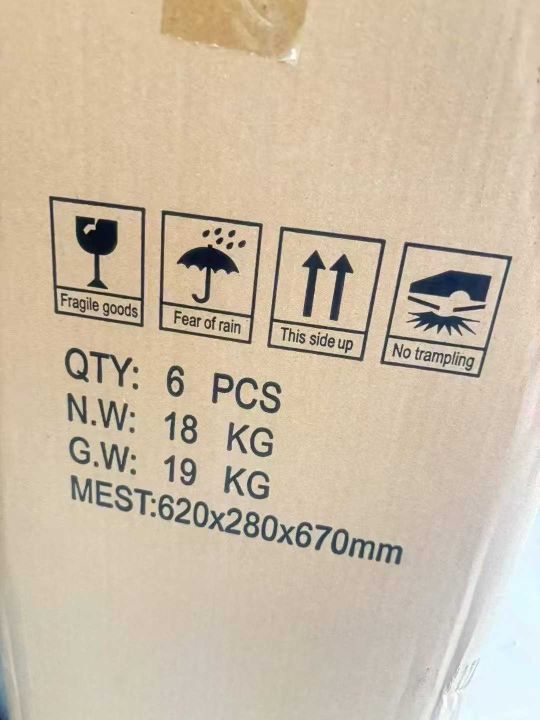 Fragile goods
Fear of rain
This side up
No trampling
QTY: 6 PCS
N.W: 18 KG
G.W: 19 KG
MEST:620x280x670mm